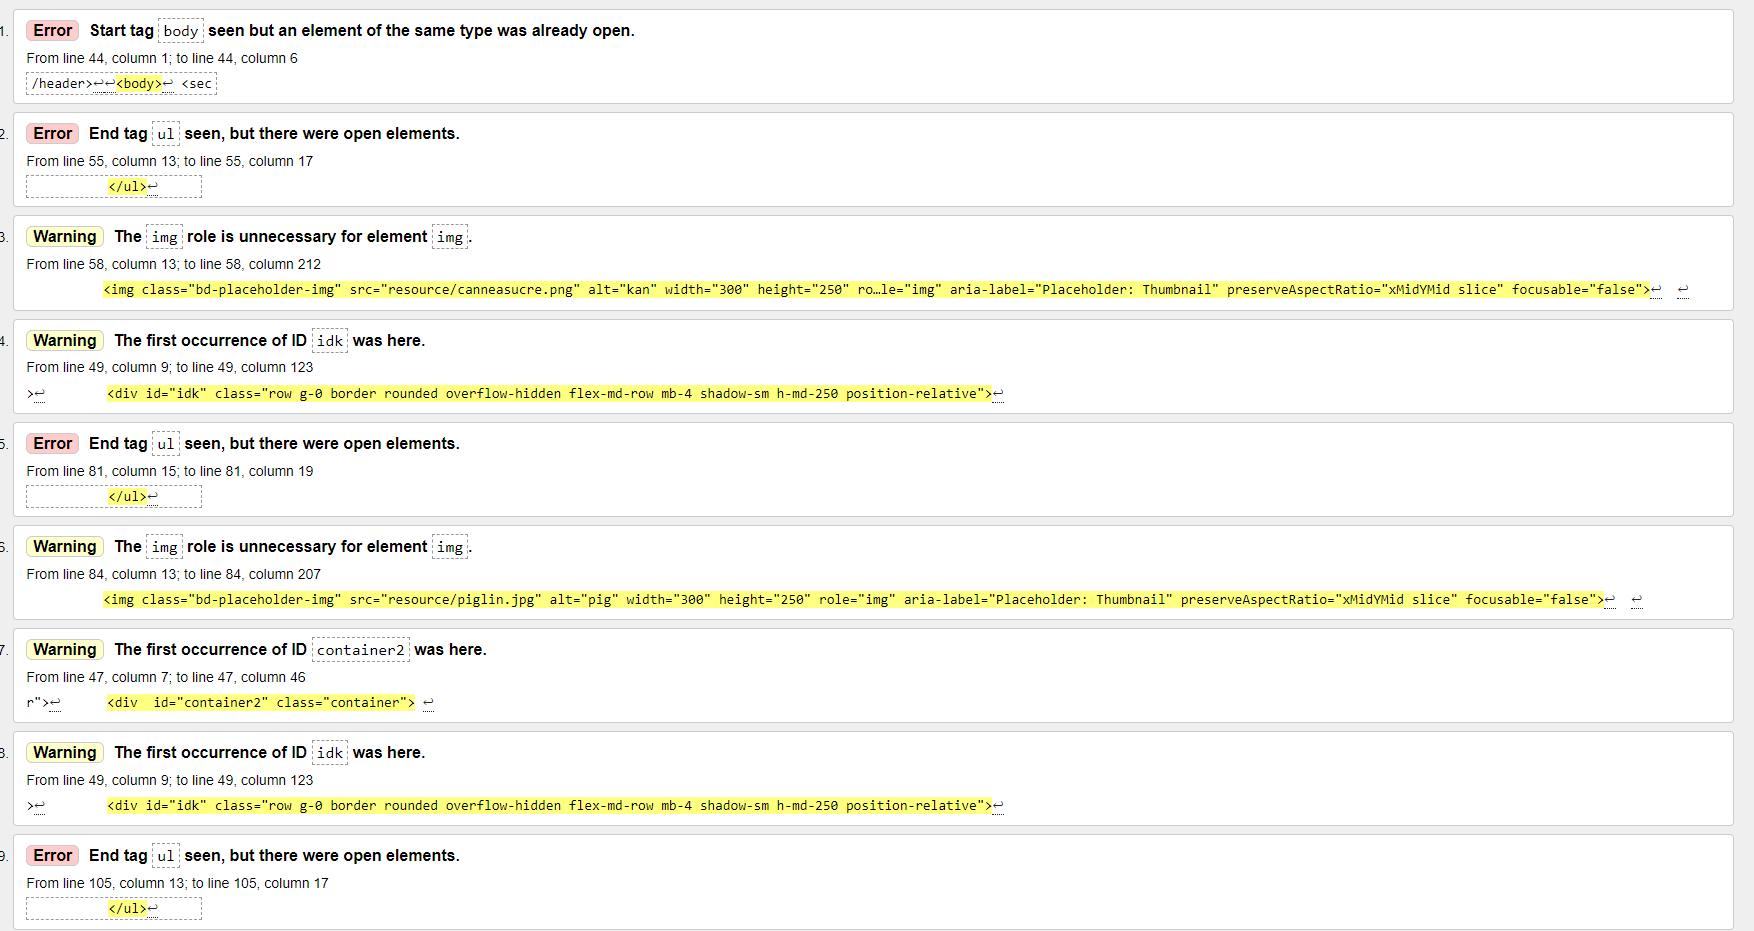 1. Error Start tag body seen but an element of the same type was already open.
From line 44, column 1; to line 44, column 6
/header>↩↩<body>↩ <sec
2. Error End tag ul seen, but there were open elements.
From line 55, column 13; to line 55, column 17
</ul>↩
3. Warning The img role is unnecessary for element img.
From line 58, column 13; to line 58, column 212
<img class="bd-placeholder-img" src="resource/canneasucre.png" alt="kan" width="300" height="250" ro…le="img" aria-label="Placeholder: Thumbnail" preserveAspectRatio="xMidYMid slice" focusable="false">↩ ↩
4. Warning The first occurrence of ID idk was here.
From line 49, column 9; to line 49, column 123
>↩ <div id="idk" class="row g-0 border rounded overflow-hidden flex-md-row mb-4 shadow-sm h-md-250 position-relative">↩
5. Error End tag ul seen, but there were open elements.
From line 81, column 15; to line 81, column 19
</ul>↩
6. Warning The img role is unnecessary for element img.
From line 84, column 13; to line 84, column 207
<img class="bd-placeholder-img" src="resource/piglin.jpg" alt="pig" width="300" height="250" role="img" aria-label="Placeholder: Thumbnail" preserveAspectRatio="xMidYMid slice" focusable="false">↩ ↩
7. Warning The first occurrence of ID container2 was here.
From line 47, column 7; to line 47, column 46
r">↩ <div  id="container2" class="container"> ↩
8. Warning The first occurrence of ID idk was here.
From line 49, column 9; to line 49, column 123
>↩ <div id="idk" class="row g-0 border rounded overflow-hidden flex-md-row mb-4 shadow-sm h-md-250 position-relative">↩
9. Error End tag ul seen, but there were open elements.
From line 105, column 13; to line 105, column 17
</ul>↩